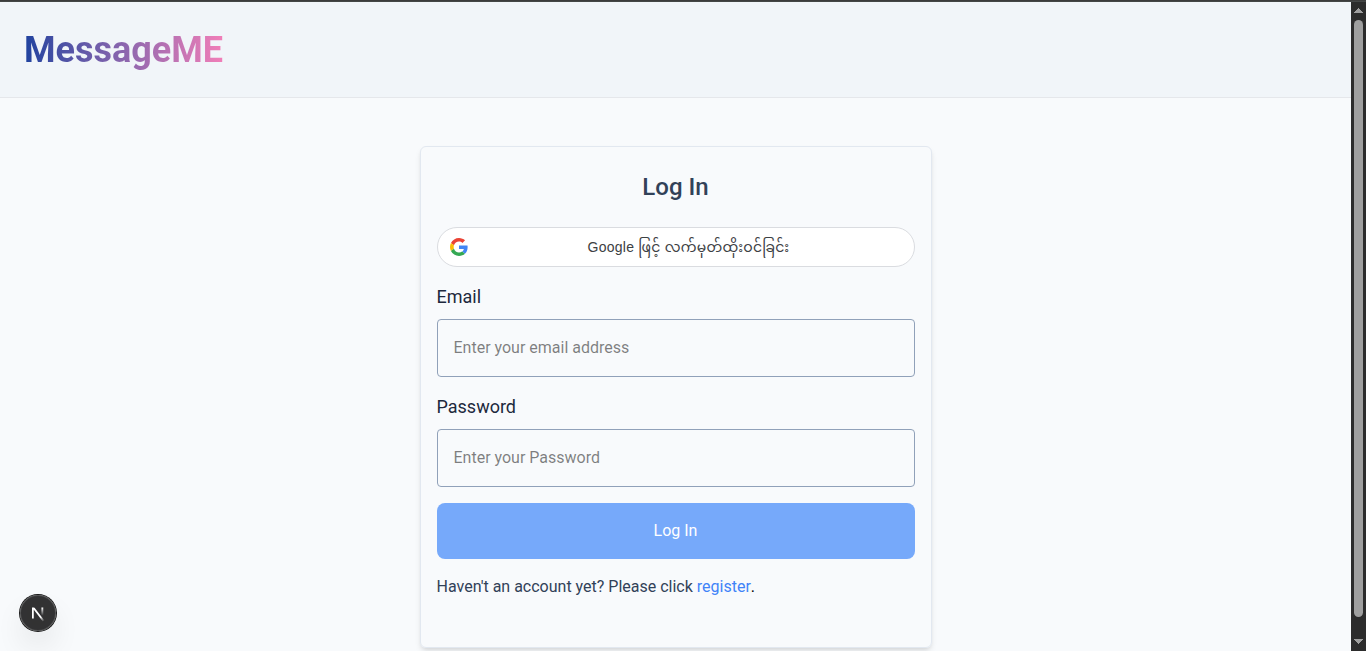 MessageME
Log In
Google ဖြင့် လက်မှတ်ထိုးဝင်ခြင်း
Email
Enter your email address
Password
Enter your Password
Log In
Haven't an account yet? Please click register.
N